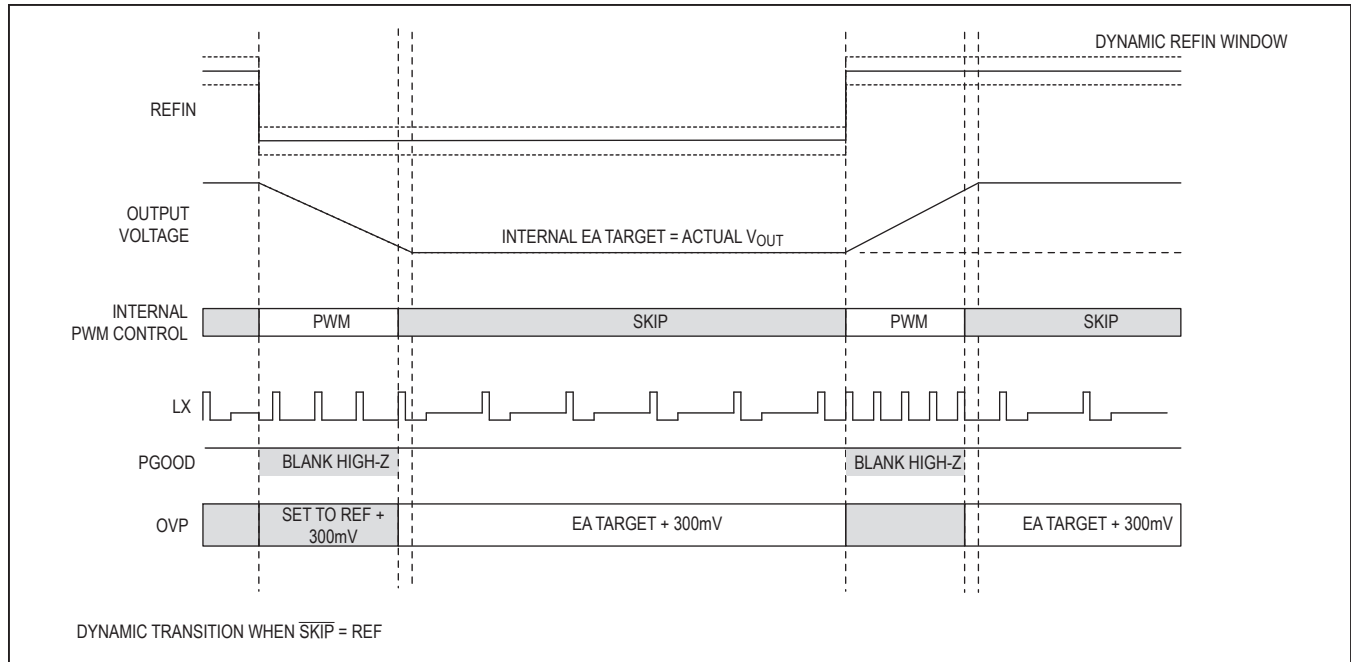 DYNAMIC REFIN WINDOW
REFIN
OUTPUT
VOLTAGE
INTERNAL EA TARGET = ACTUAL VOUT
INTERNAL
PWM CONTROL
PWM
SKIP
PWM
SKIP
LX
PGOOD
BLANK HIGH-Z
BLANK HIGH-Z
OVP
SET TO REF +
300mV
EA TARGET + 300mV
EA TARGET + 300mV
DYNAMIC TRANSITION WHEN S̅K̅I̅P̅ = REF